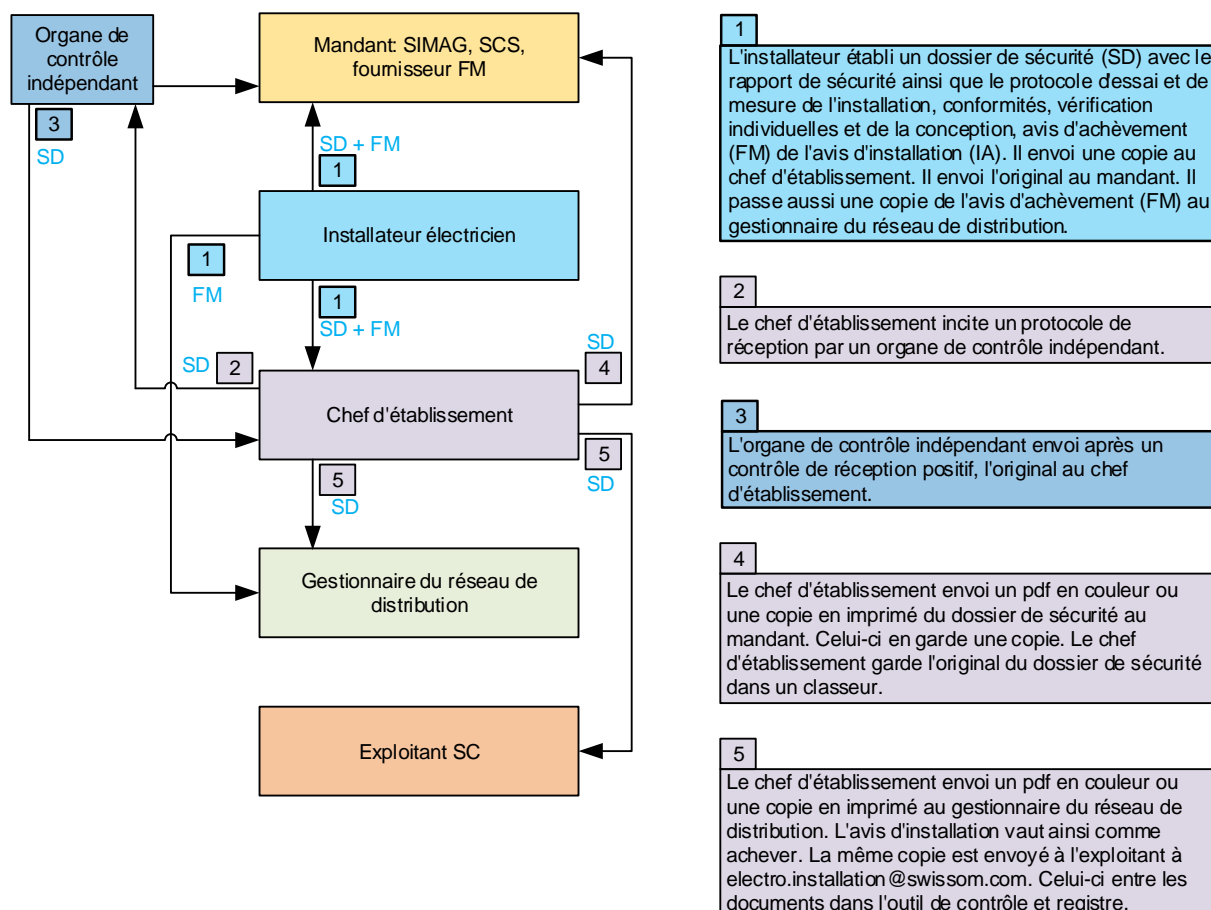 Organe de
contrôle
indépendant
Mandant: SIMAG, SCS,
fournisseur FM
3
SD
SD + FM
1
Installateur électricien
1
FM
1
SD + FM
SD
2
SD
4
Chef d'établissement
5
SD
5
SD
Gestionnaire du réseau de
distribution
Exploitant SC
1
L'installateur établi un dossier de sécurité (SD) avec le
rapport de sécurité ainsi que le protocole d'essai et de
mesure de l'installation, conformités, vérification
individuelles et de la conception, avis d'achèvement
(FM) de l'avis d'installation (IA). Il envoi une copie au
chef d'établissement. Il envoi l'original au mandant. Il
passe aussi une copie de l'avis d'achèvement (FM) au
gestionnaire du réseau de distribution.
2
Le chef d'établissement incite un protocole de
réception par un organe de contrôle indépendant.
3
L'organe de contrôle indépendant envoi après un
contrôle de réception positif, l'original au chef
d'établissement.
4
Le chef d'établissement envoi un pdf en couleur ou
une copie en imprimé du dossier de sécurité au
mandant. Celui-ci en garde une copie. Le chef
d'établissement garde l'original du dossier de sécurité
dans un classeur.
5
Le chef d'établissement envoi un pdf en couleur ou
une copie en imprimé au gestionnaire du réseau de
distribution. L'avis d'installation vaut ainsi comme
achever. La même copie est envoyé à l'exploitant à
electro.installation@swissom.com. Celui-ci entre les
documents dans l'outil de contrôle et registre.